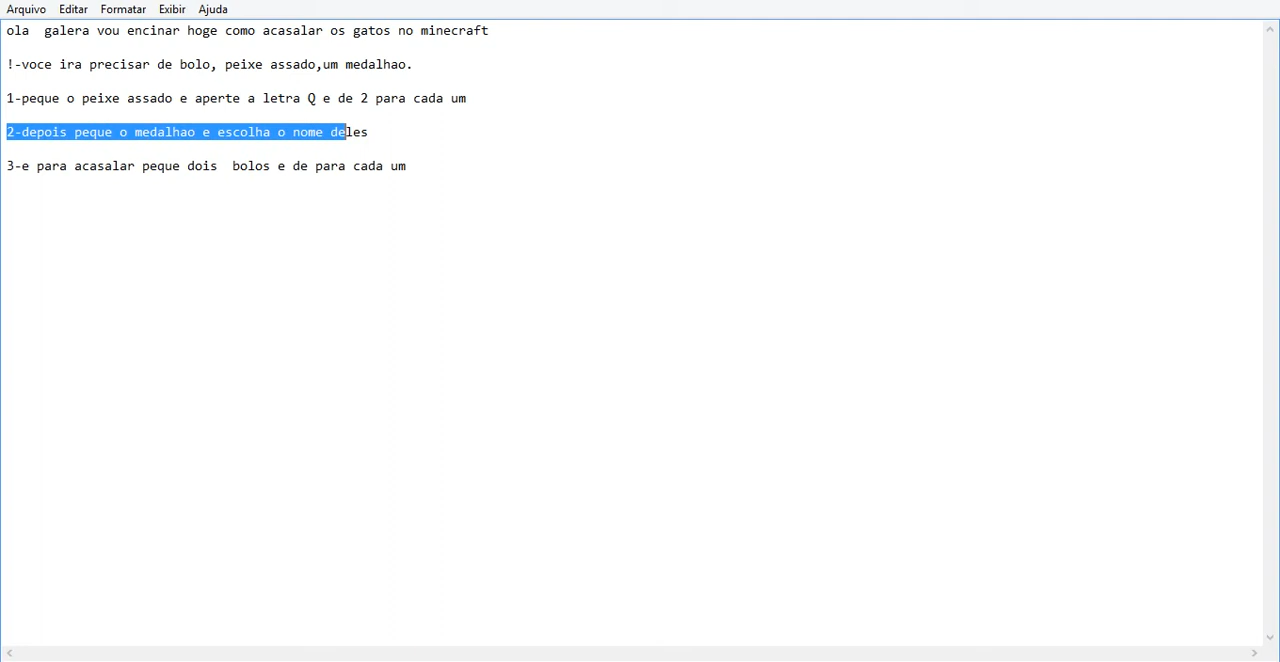 Arquivo Editar Formatar Exibir Ajuda
ola  galera vou encinar hoge como acasalar os gatos no minecraft
!-voce ira precisar de bolo, peixe assado,um medalhao.
1-peque o peixe assado e aperte a letra Q e de 2 para cada um
2-depois peque o medalhao e escolha o nome deles
3-e para acasalar peque dois  bolos e de para cada um